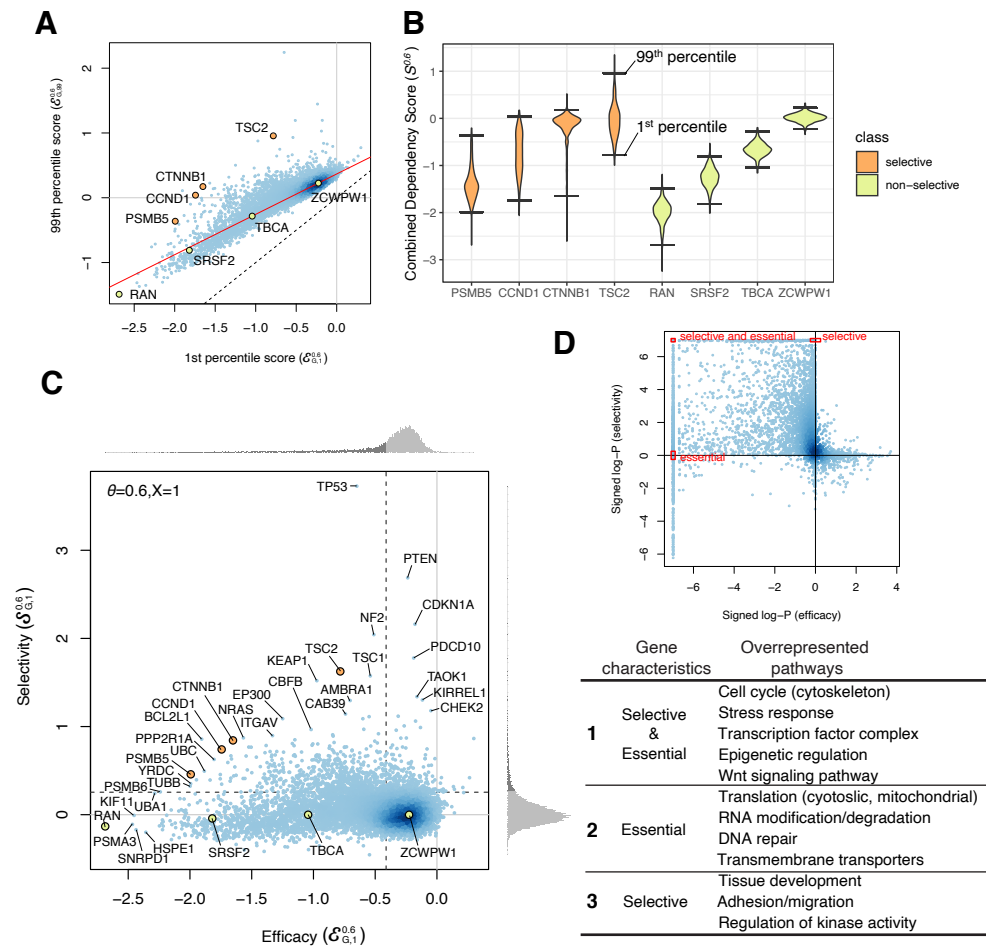 A
99th percentile score (ℰ^0.6_G,99)
2
1
0
−1
TSC2
CTNNB1
CCND1
PSMB5
ZCWPW1
TBCA
SRSF2
RAN
−2.5 −2.0 −1.5 −1.0 −0.5 0.0
1st percentile score (ℰ^0.6_G,1)
B
Combined Dependency Score (S^0.6)
1
0
−1
−2
−3
99th percentile
1st percentile
PSMB5 CCND1 CTNNB1 TSC2 RAN SRSF2 TBCA ZCWPW1
class
selective
non−selective
C
θ=0.6,X=1
Selectivity (ℰ^0.6_G,1)
3
2
1
0
TP53
PTEN
CDKN1A
NF2
PDCD10
TSC2
TSC1
KEAP1
TAOK1
CBFB
AMBRA1
KIRREL1
CTNNB1
EP300
CAB39
CHEK2
CCND1
NRAS
BCL2L1
ITGAV
PPP2R1A
UBC
PSMB5
YRDC
TUBB
PSMB6
KIF11
UBA1
RAN
PSMA3
HSPE1
SNRPD1
SRSF2
TBCA
ZCWPW1
−2.5 −2.0 −1.5 −1.0 −0.5 0.0
Efficacy (ℰ^0.6_G,1)
D
Signed log−P (selectivity)
6
4
2
0
−2
−4
−6
selective and essential
selective
essential
−6 −4 −2 0 2 4
Signed log−P (efficacy)
Gene characteristics
Overrepresented pathways
1
Selective & Essential
Cell cycle (cytoskeleton)
Stress response
Transcription factor complex
Epigenetic regulation
Wnt signaling pathway
2
Essential
Translation (cytoslic, mitochondrial)
RNA modification/degradation
DNA repair
Transmembrane transporters
3
Selective
Tissue development
Adhesion/migration
Regulation of kinase activity